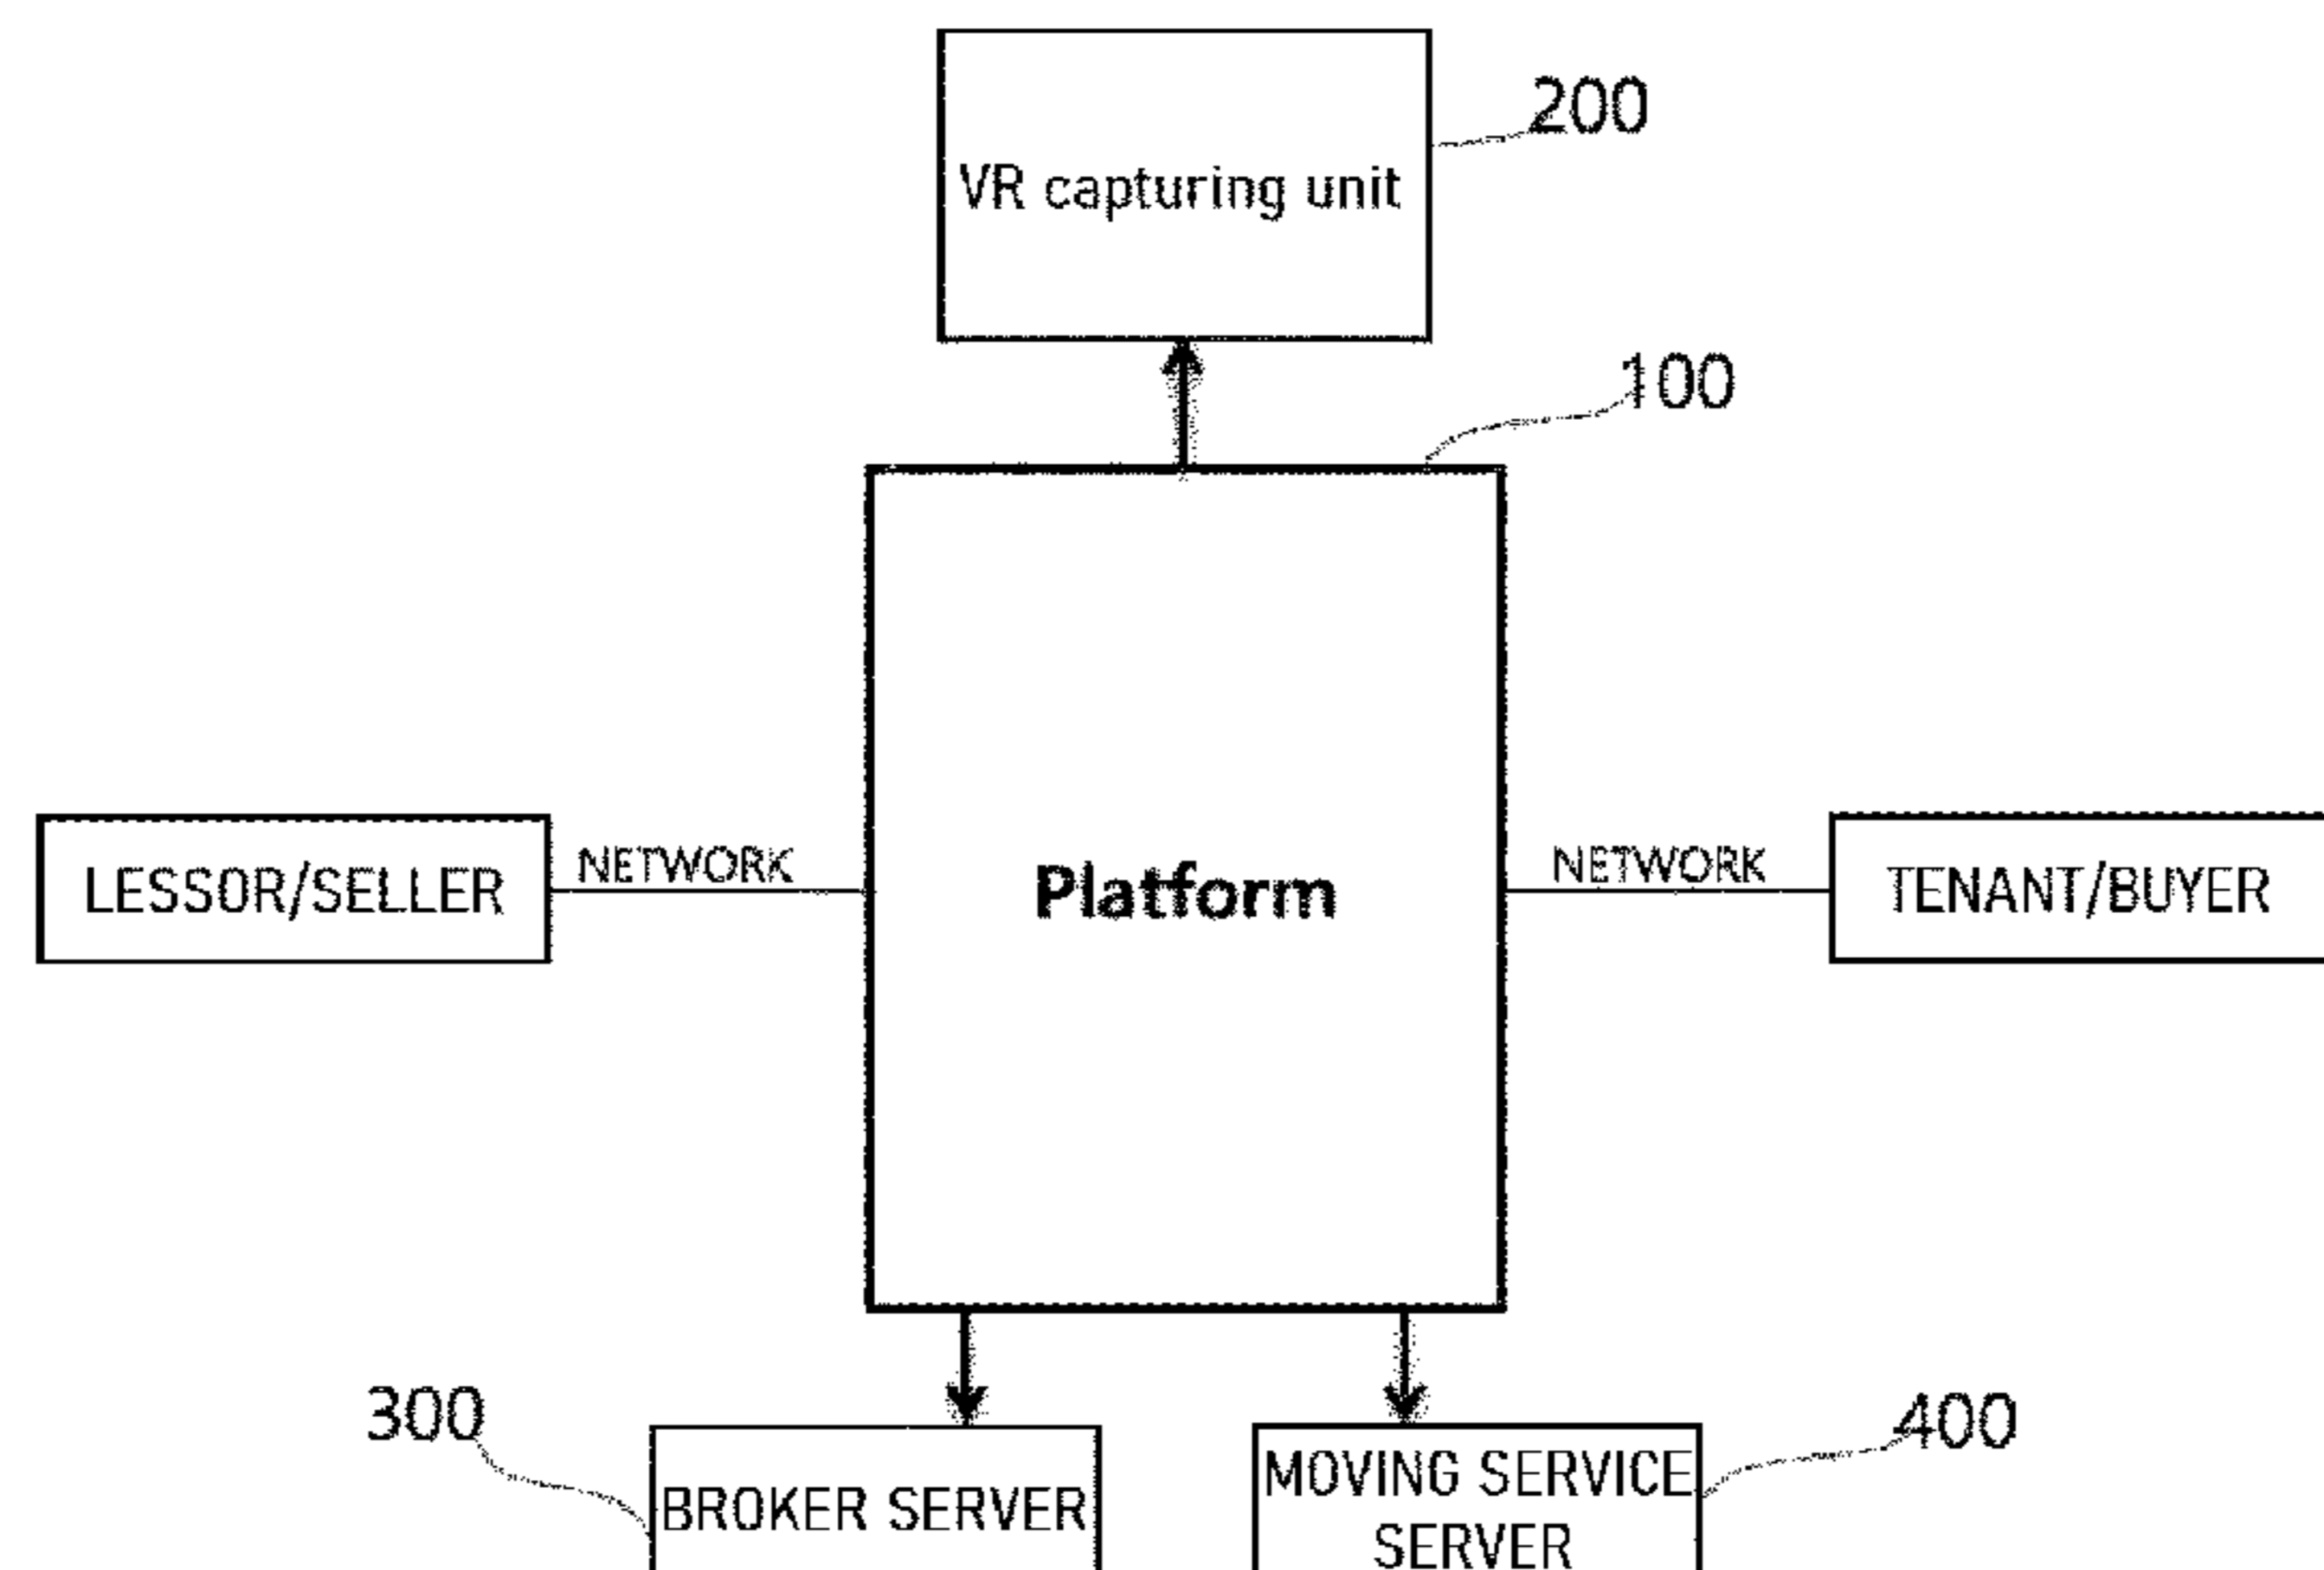 200
VR capturing unit
100
LESSOR/SELLER
NETWORK
Platform
NETWORK
TENANT/BUYER
300
400
BROKER SERVER
MOVING SERVICE
SERVER